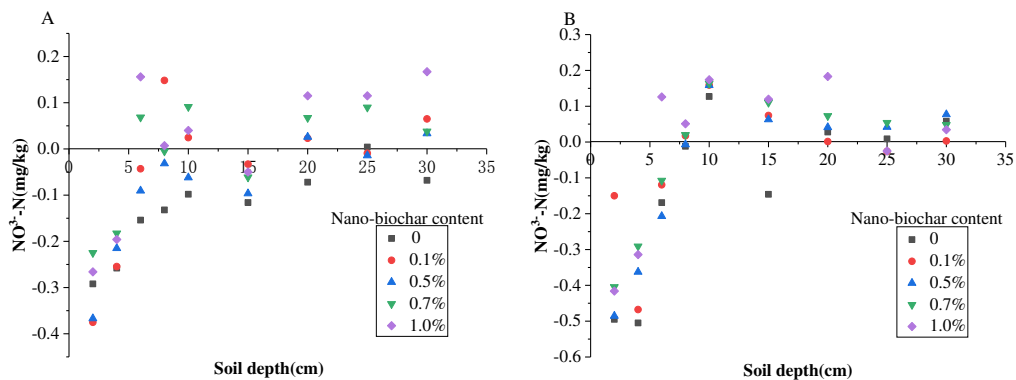 A
0.2
0.1
0.0
-0.1
-0.2
-0.3
-0.4
0 5 10 15 20 25 30 35
NO³⁻-N(mg/kg)
Soil depth(cm)
Nano-biochar content
0
0.1%
0.5%
0.7%
1.0%
B
0.3
0.2
0.1
0.0
-0.1
-0.2
-0.3
-0.4
-0.5
-0.6
0 5 10 15 20 25 30 35
NO³⁻-N(mg/kg)
Soil depth(cm)
Nano-biochar content
0
0.1%
0.5%
0.7%
1.0%